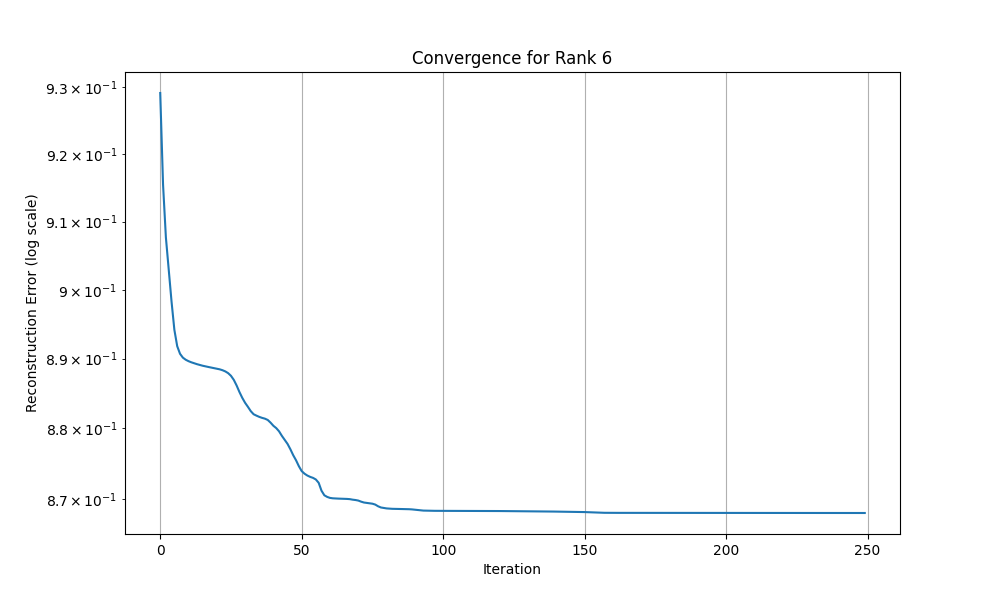 Convergence for Rank 6
Reconstruction Error (log scale)
9.3 × 10⁻¹
9.2 × 10⁻¹
9.1 × 10⁻¹
9 × 10⁻¹
8.9 × 10⁻¹
8.8 × 10⁻¹
8.7 × 10⁻¹
0 50 100 150 200 250
Iteration